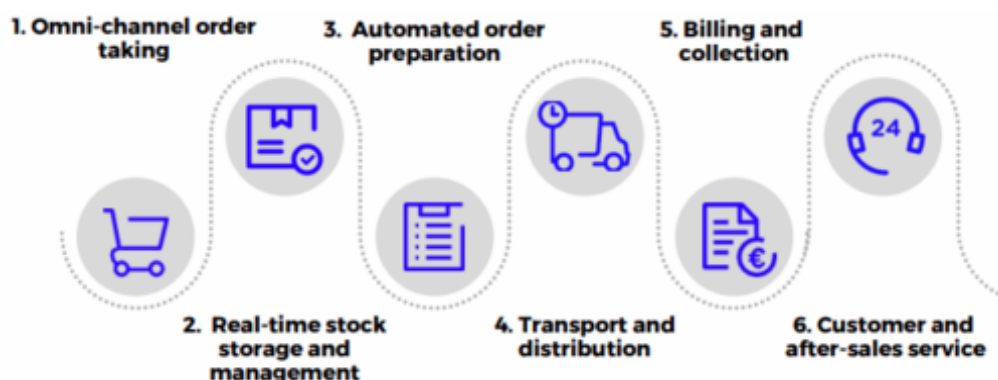 1. Omni-channel order
taking
2. Real-time stock
storage and
management
3. Automated order
preparation
4. Transport and
distribution
5. Billing and
collection
€
24
6. Customer and
after-sales service